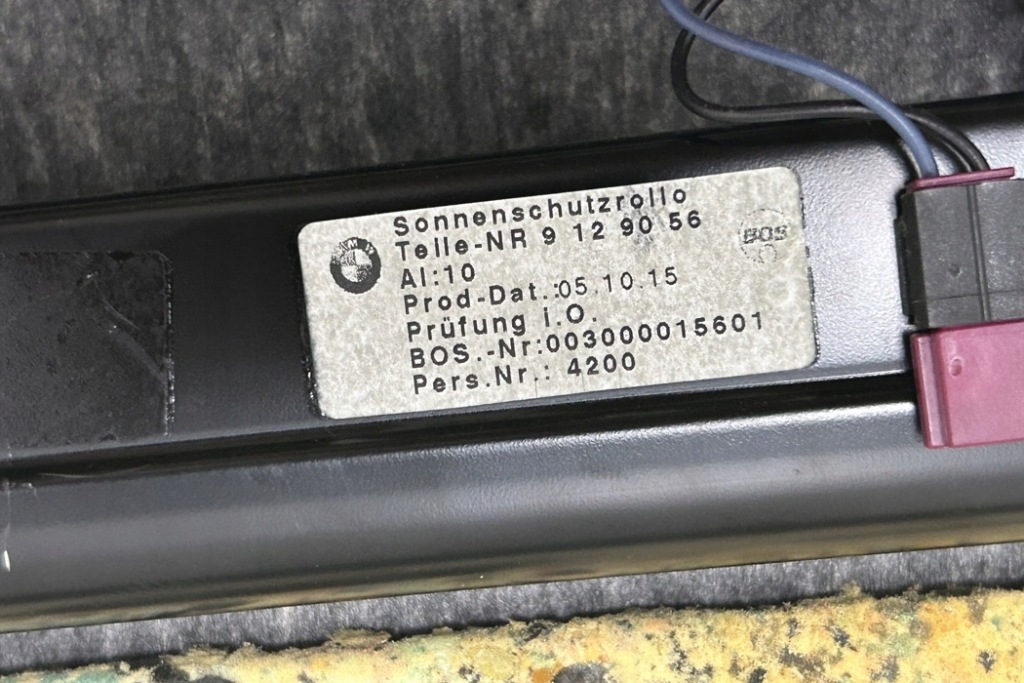 Sonnenschutzrollo
Telle-NR 9 12 90 56
BOS
AI:10
Prod-Dat.:05.10.15
Prüfung i.O.
BOS.-Nr:003000015601
Pers.Nr.: 4200